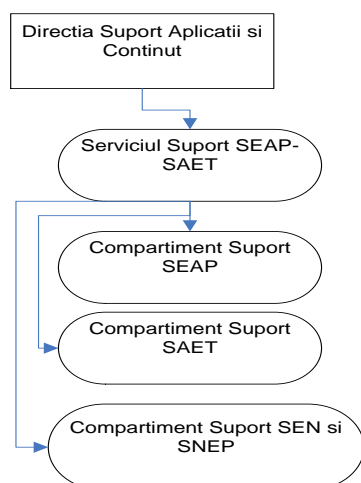 Directia Suport Aplicatii si
Continut
Serviciul Suport SEAP-
SAET
Compartiment Suport
SEAP
Compartiment Suport
SAET
Compartiment Suport SEN si
SNEP